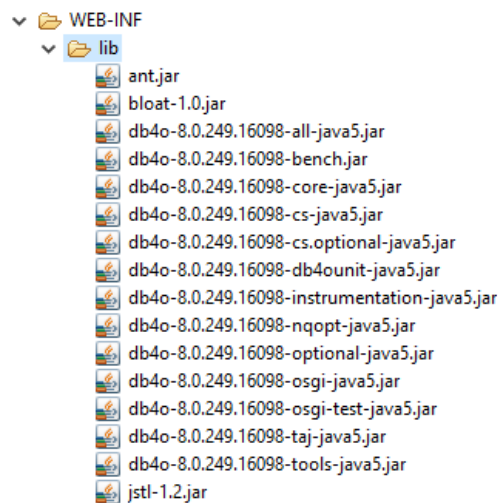 WEB-INF
lib
ant.jar
bloat-1.0.jar
db4o-8.0.249.16098-all-java5.jar
db4o-8.0.249.16098-bench.jar
db4o-8.0.249.16098-core-java5.jar
db4o-8.0.249.16098-cs-java5.jar
db4o-8.0.249.16098-cs.optional-java5.jar
db4o-8.0.249.16098-db4ounit-java5.jar
db4o-8.0.249.16098-instrumentation-java5.jar
db4o-8.0.249.16098-nqopt-java5.jar
db4o-8.0.249.16098-optional-java5.jar
db4o-8.0.249.16098-osgi-java5.jar
db4o-8.0.249.16098-osgi-test-java5.jar
db4o-8.0.249.16098-taj-java5.jar
db4o-8.0.249.16098-tools-java5.jar
jstl-1.2.jar